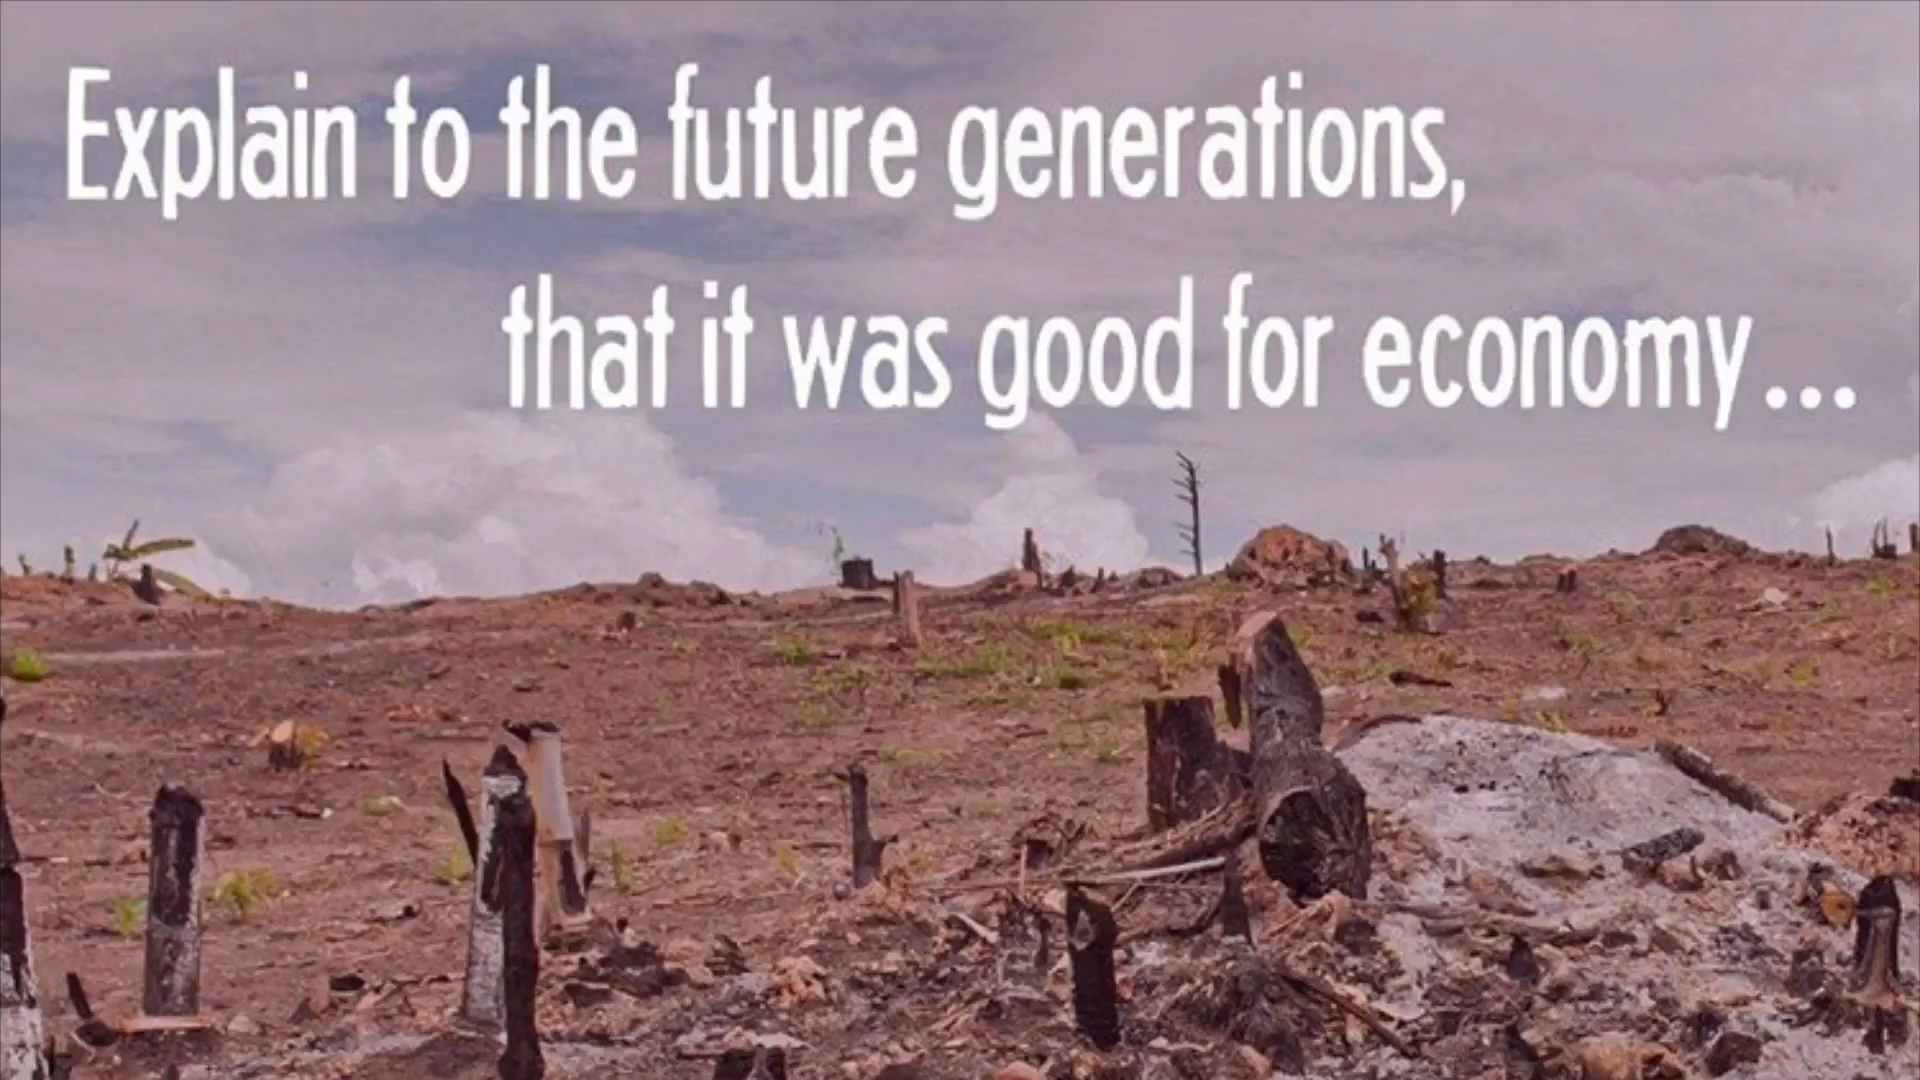 Explain to the future generations,
that it was good for economy...